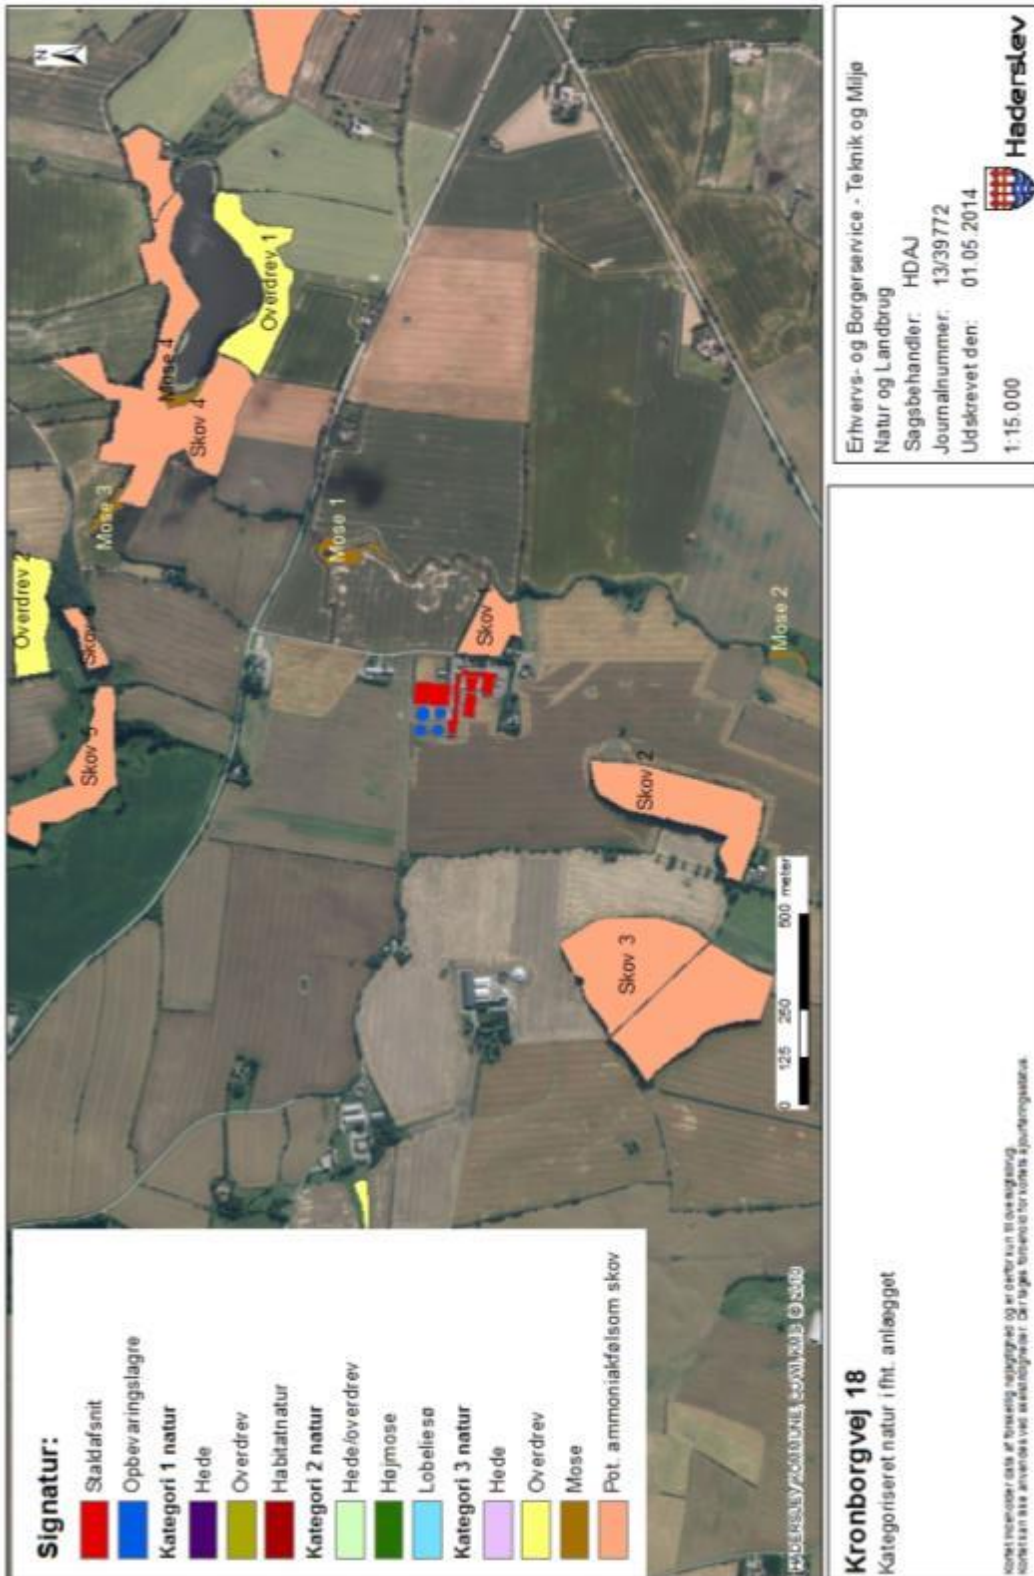 N
Overdrev 2
Skov 5
Skov
Mose 3
Mose 4
Skov 4
Overdrev 1
Mose 1
Skov
Skov 2
Mose 2
Skov 3
Signatur:
Staldafsnit
Opbevaringslagre
Kategori 1 natur
Hede
Overdrev
Habitatnatur
Kategori 2 natur
Hede/overdrev
Højmose
Lobeliesø
Kategori 3 natur
Hede
Overdrev
Mose
Pot. ammoniakfølsom skov
0 125 250 500 meter
HADERSLEV KOMMUNE, COWI, KMS ©
Kronborgvej 18
Kategoriseret natur i fht. anlægget
Erhvervs- og Borgerservice - Teknik og Miljø
Natur og Landbrug
Sagsbehandler: HDAJ
Journalnummer: 13/39772
Udskrevet den: 01.05.2014
1:15.000
Haderslev